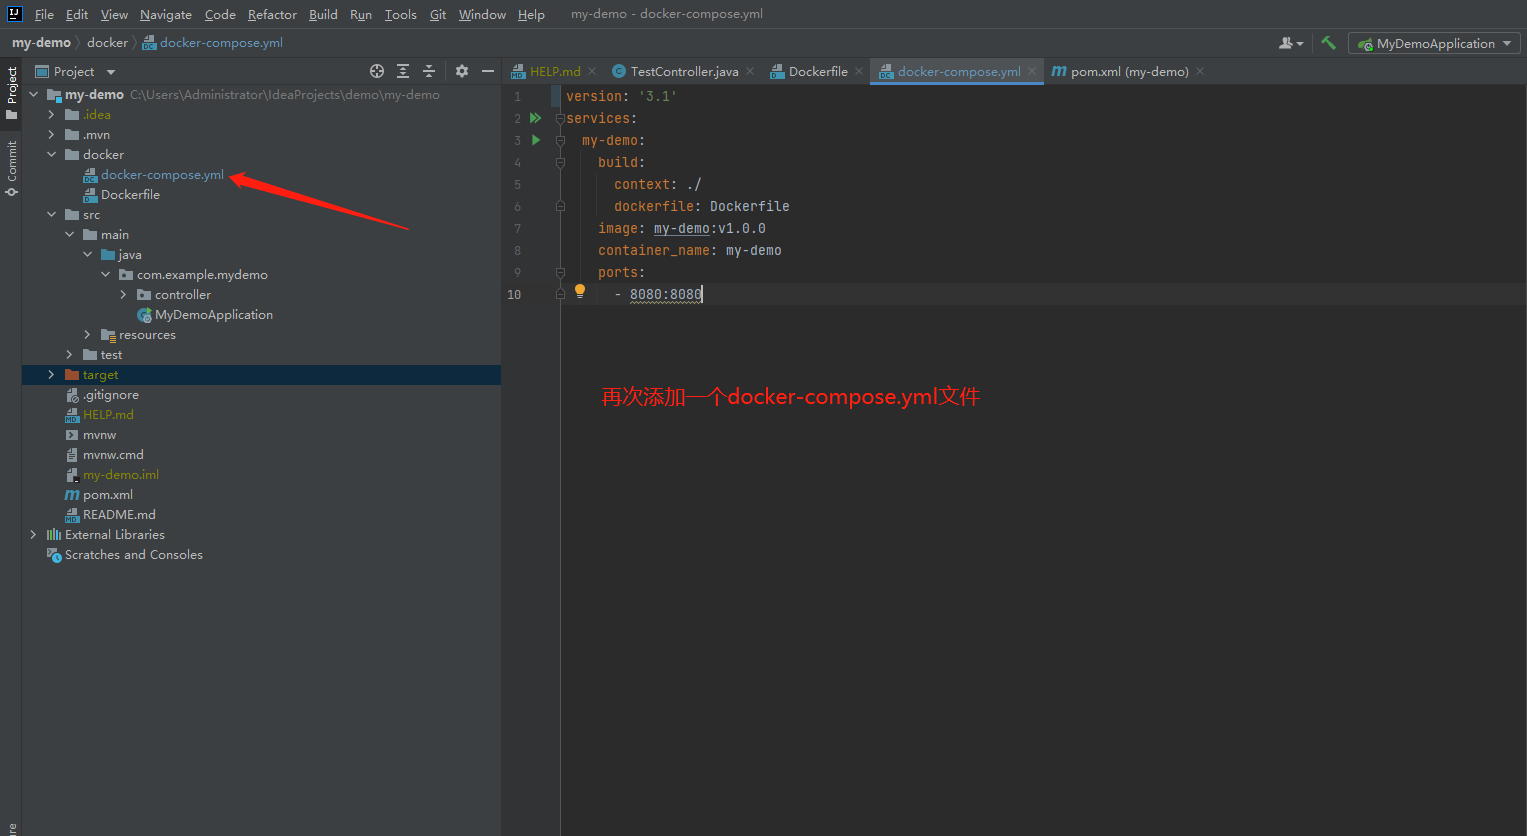 File Edit View Navigate Code Refactor Build Run Tools Git Window Help my-demo - docker-compose.yml
my-demo docker docker-compose.yml MyDemoApplication
Project
Commit
Project
my-demo C:\Users\Administrator\IdeaProjects\demo\my-demo
.idea
.mvn
docker
docker-compose.yml
Dockerfile
src
main
java
com.example.mydemo
controller
MyDemoApplication
resources
test
target
.gitignore
HELP.md
mvnw
mvnw.cmd
my-demo.iml
pom.xml
README.md
External Libraries
Scratches and Consoles
HELP.md TestController.java Dockerfile docker-compose.yml pom.xml (my-demo)
1 version: '3.1'
2 services:
3 my-demo:
4 build:
5 context: ./
6 dockerfile: Dockerfile
7 image: my-demo:v1.0.0
8 container_name: my-demo
9 ports:
10 - 8080:8080
再次添加一个docker-compose.yml文件